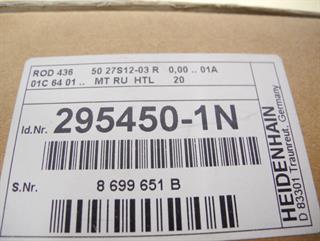 ROD 436 50 27S12-03 R 0,00 .. 01A
01C 64 01 .. MT RU HTL 20
Id.Nr. 295450-1N
S.Nr. 8 699 651 B
HEIDENHAIN
D 83301 Traunreut, Germany